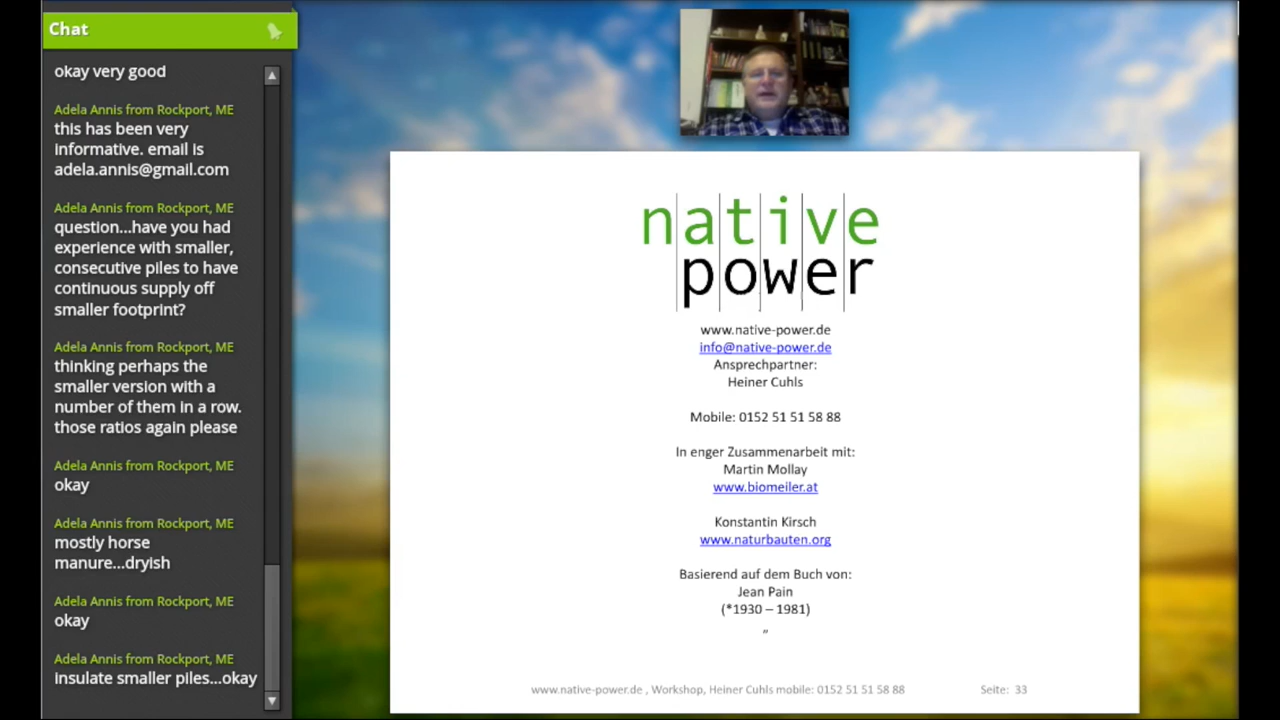 Chat
okay very good
Adela Annis from Rockport, ME
this has been very
informative. email is
adela.annis@gmail.com
Adela Annis from Rockport, ME
question...have you had
experience with smaller,
consecutive piles to have
continuous supply off
smaller footprint?
Adela Annis from Rockport, ME
thinking perhaps the
smaller version with a
number of them in a row.
those ratios again please
Adela Annis from Rockport, ME
okay
Adela Annis from Rockport, ME
mostly horse
manure...dryish
Adela Annis from Rockport, ME
okay
Adela Annis from Rockport, ME
insulate smaller piles...okay
native
power
www.native-power.de
info@native-power.de
Ansprechpartner:
Heiner Cuhls
Mobile: 0152 51 51 58 88
In enger Zusammenarbeit mit:
Martin Mollay
www.biomeiler.at
Konstantin Kirsch
www.naturbauten.org
Basierend auf dem Buch von:
Jean Pain
(*1930 – 1981)
"
www.native-power.de , Workshop, Heiner Cuhls mobile: 0152 51 51 58 88 Seite: 33